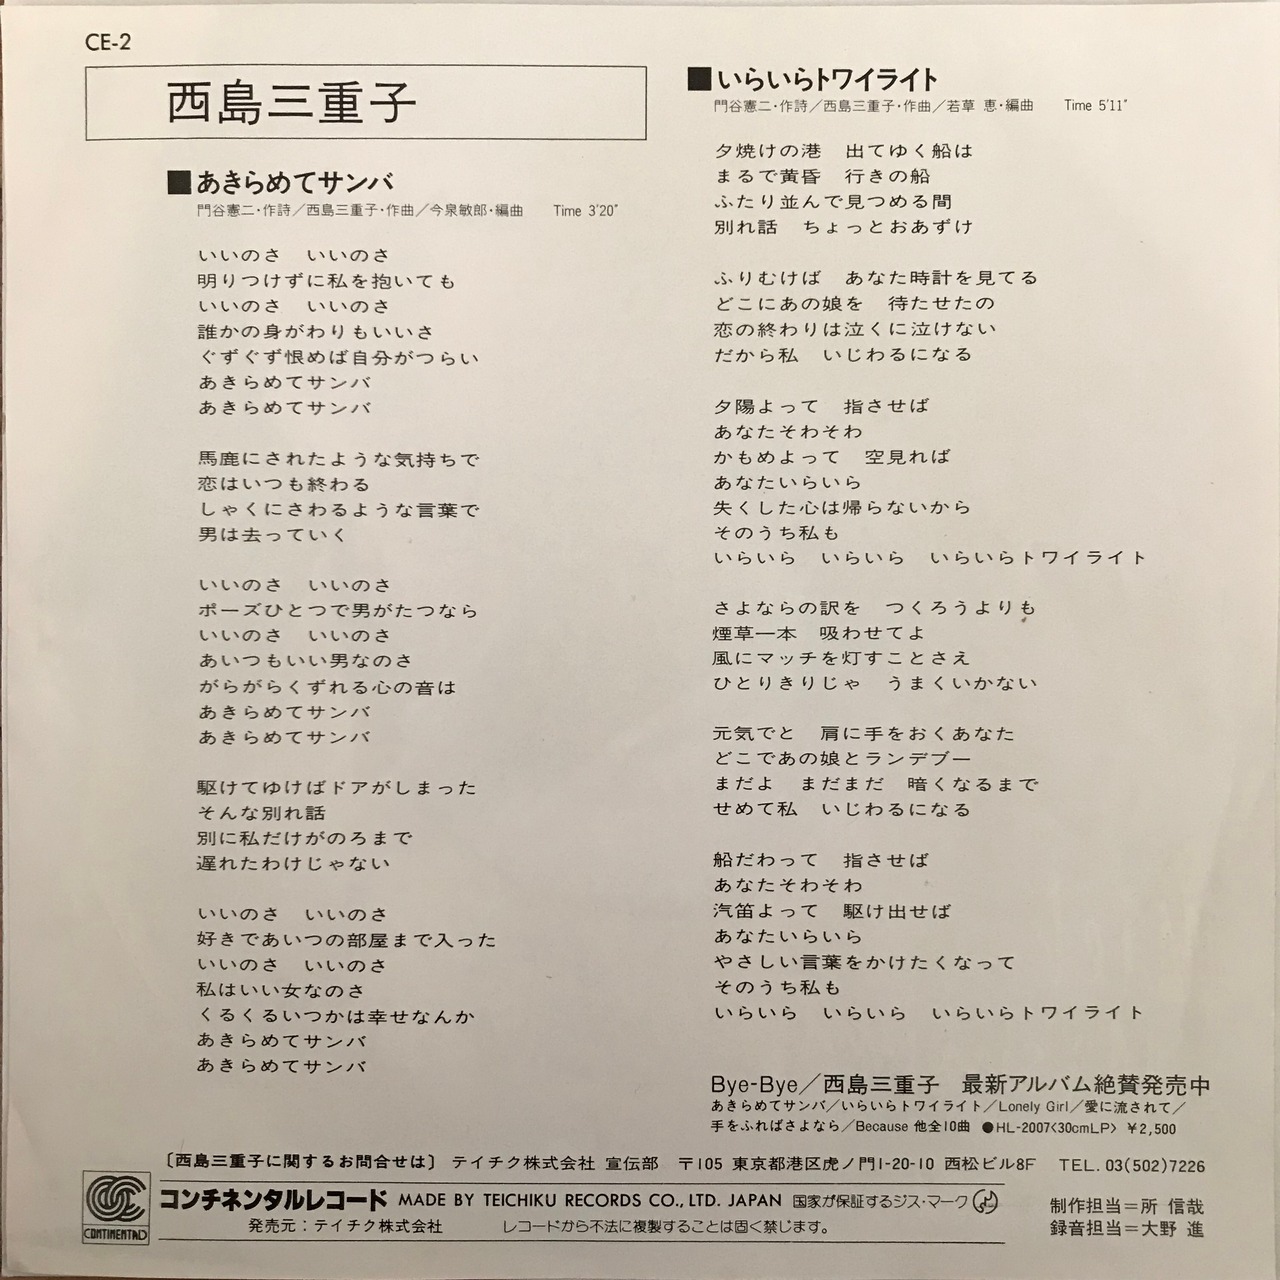 CE-2
西島三重子
■あきらめてサンバ
門谷憲二・作詩／西島三重子・作曲／今泉敏郎・編曲　Time 3'20"
いいのさ　いいのさ
明りつけずに私を抱いても
いいのさ　いいのさ
誰かの身がわりもいいさ
ぐずぐず恨めば自分がつらい
あきらめてサンバ
あきらめてサンバ
馬鹿にされたような気持ちで
恋はいつも終わる
しゃくにさわるような言葉で
男は去っていく
いいのさ　いいのさ
ポーズひとつで男がたつなら
いいのさ　いいのさ
あいつもいい男なのさ
がらがらくずれる心の音は
あきらめてサンバ
あきらめてサンバ
駆けてゆけばドアがしまった
そんな別れ話
別に私だけがのろまで
遅れたわけじゃない
いいのさ　いいのさ
好きであいつの部屋まで入った
いいのさ　いいのさ
私はいい女なのさ
くるくるいつかは幸せなんか
あきらめてサンバ
あきらめてサンバ
■いらいらトワイライト
門谷憲二・作詩／西島三重子・作曲／若草 恵・編曲　Time 5'11"
夕焼けの港　出てゆく船は
まるで黄昏　行きの船
ふたり並んで見つめる間
別れ話　ちょっとおあずけ
ふりむけば　あなた時計を見てる
どこにあの娘を　待たせたの
恋の終わりは泣くに泣けない
だから私　いじわるになる
夕陽よって　指させば
あなたそわそわ
かもめよって　空見れば
あなたいらいら
失くした心は帰らないから
そのうち私も
いらいら　いらいら　いらいらトワイライト
さよならの訳を　つくろうよりも
煙草一本　吸わせてよ
風にマッチを灯すことさえ
ひとりきりじゃ　うまくいかない
元気でと　肩に手をおくあなた
どこであの娘とランデブー
まだよ　まだまだ　暗くなるまで
せめて私　いじわるになる
船だわって　指させば
あなたそわそわ
汽笛よって　駆け出せば
あなたいらいら
やさしい言葉をかけたくなって
そのうち私も
いらいら　いらいら　いらいらトワイライト
Bye-Bye／西島三重子　最新アルバム絶賛発売中
あきらめてサンバ／いらいらトワイライト／Lonely Girl／愛に流されて／
手をふればさよなら／Because 他全10曲　●HL-2007〈30cmLP〉 ￥2,500
〔西島三重子に関するお問合せは〕 テイチク株式会社 宣伝部　〒105 東京都港区虎ノ門1-20-10 西松ビル8F　TEL. 03(502)7226
CONTINENTAL
コンチネンタルレコード MADE BY TEICHIKU RECORDS CO., LTD. JAPAN 国家が保証するジス・マーク
発売元：テイチク株式会社　レコードから不法に複製することは固く禁じます。
制作担当＝所 信哉
録音担当＝大野 進